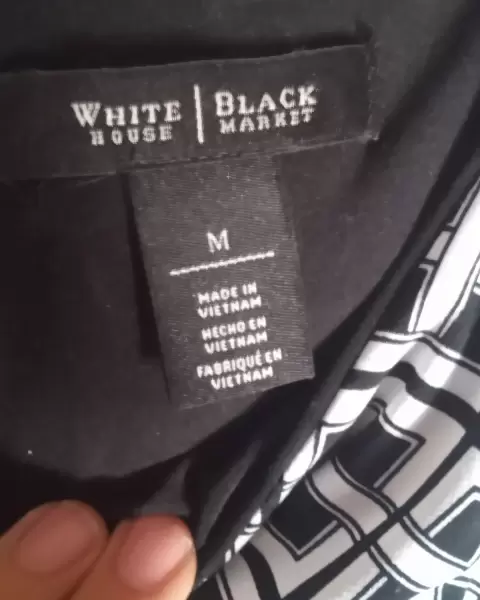 WHITE | BLACK
HOUSE | MARKET
M
MADE IN
VIETNAM
HECHO EN
VIETNAM
FABRIQUÉ EN
VIETNAM